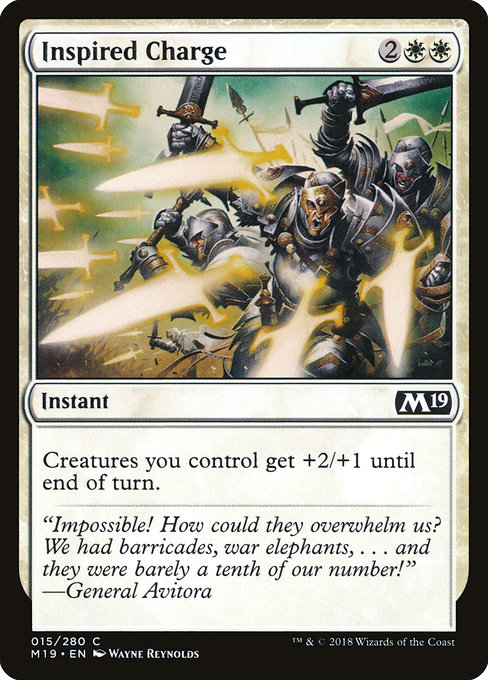 Inspired Charge 2
Instant M19
Creatures you control get +2/+1 until
end of turn.
“Impossible! How could they overwhelm us?
We had barricades, war elephants, . . . and
they were barely a tenth of our number!”
—General Avitora
015/280 C ™ & © 2018 Wizards of the Coast
M19 • EN Wayne Reynolds